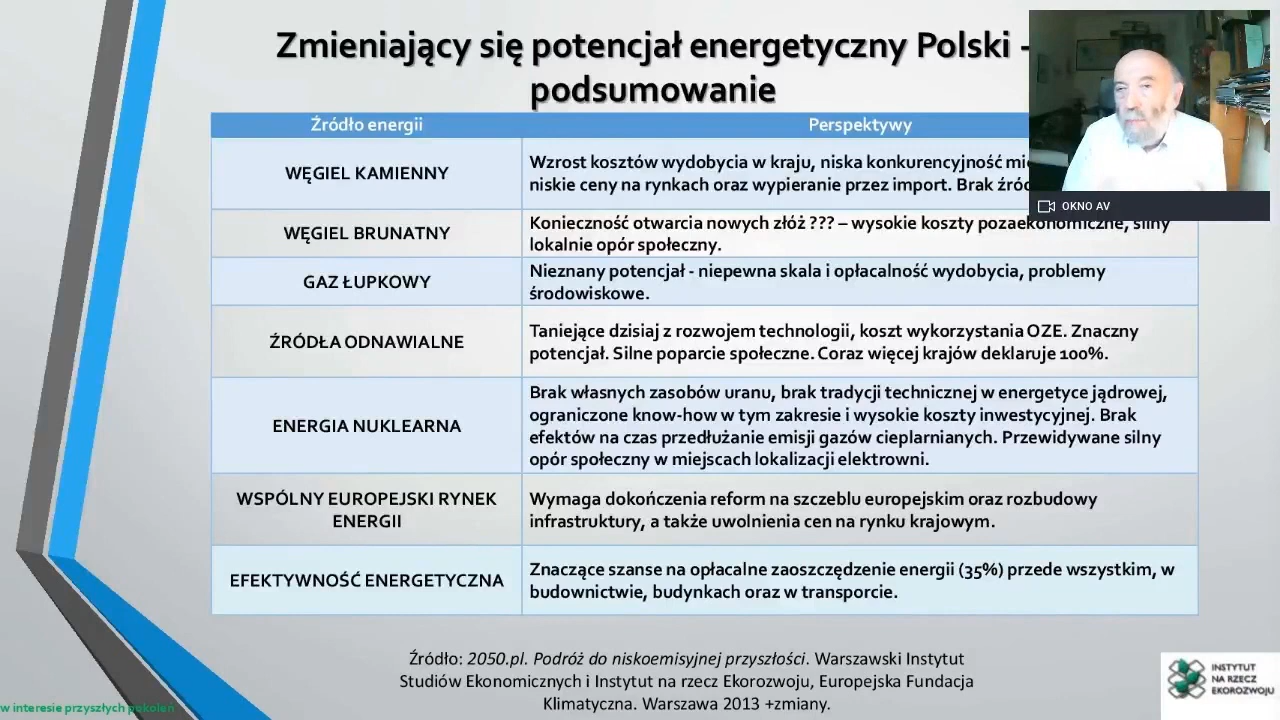 Zmieniający się potencjał energetyczny Polski -
podsumowanie
Źródło energii
Perspektywy
WĘGIEL KAMIENNY
Wzrost kosztów wydobycia w kraju, niska konkurencyjność
niskie ceny na rynkach oraz wypieranie przez import. Brak
WĘGIEL BRUNATNY
Konieczność otwarcia nowych złóż ??? – wysokie koszty pozaekonomiczne, silny
lokalnie opór społeczny.
GAZ ŁUPKOWY
Nieznany potencjał - niepewna skala i opłacalność wydobycia, problemy
środowiskowe.
ŹRÓDŁA ODNAWIALNE
Taniejące dzisiaj z rozwojem technologii, koszt wykorzystania OZE. Znaczny
potencjał. Silne poparcie społeczne. Coraz więcej krajów deklaruje 100%.
ENERGIA NUKLEARNA
Brak własnych zasobów uranu, brak tradycji technicznej w energetyce jądrowej,
ograniczone know-how w tym zakresie i wysokie koszty inwestycyjnej. Brak
efektów na czas przedłużanie emisji gazów cieplarnianych. Przewidywane silny
opór społeczny w miejscach lokalizacji elektrowni.
WSPÓLNY EUROPEJSKI RYNEK
ENERGII
Wymaga dokończenia reform na szczeblu europejskim oraz rozbudowy
infrastruktury, a także uwolnienia cen na rynku krajowym.
EFEKTYWNOŚĆ ENERGETYCZNA
Znaczące szanse na opłacalne zaoszczędzenie energii (35%) przede wszystkim, w
budownictwie, budynkach oraz w transporcie.
Źródło: 2050.pl. Podróż do niskoemisyjnej przyszłości. Warszawski Instytut
Studiów Ekonomicznych i Instytut na rzecz Ekorozwoju, Europejska Fundacja
Klimatyczna. Warszawa 2013 +zmiany.
OKNO AV
INSTYTUT
NA RZECZ
EKOROZWOJU
w interesie przyszłych pokoleń